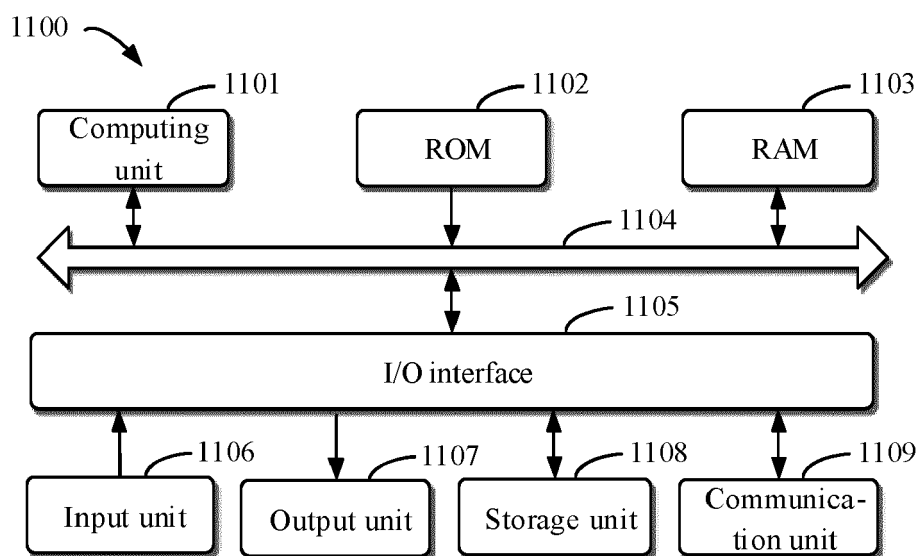 1100
1101
1102
1103
Computing
unit
ROM
RAM
1104
1105
I/O interface
1106
1107
1108
1109
Input unit
Output unit
Storage unit
Communica-
tion unit